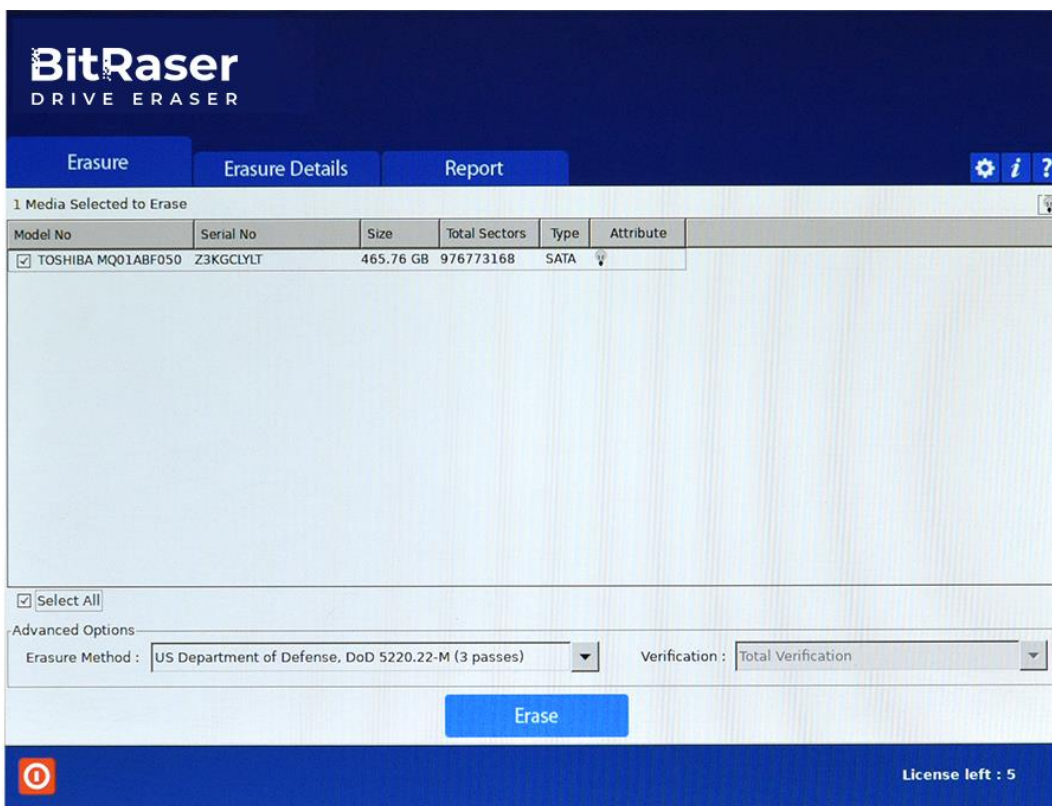 BitRaser
DRIVE ERASER
Erasure
Erasure Details
Report
i
?
1 Media Selected to Erase
Model No Serial No Size Total Sectors Type Attribute
TOSHIBA MQ01ABF050 Z3KGCLYLT 465.76 GB 976773168 SATA
Select All
Advanced Options
Erasure Method : US Department of Defense, DoD 5220.22-M (3 passes) Verification : Total Verification
Erase
License left : 5